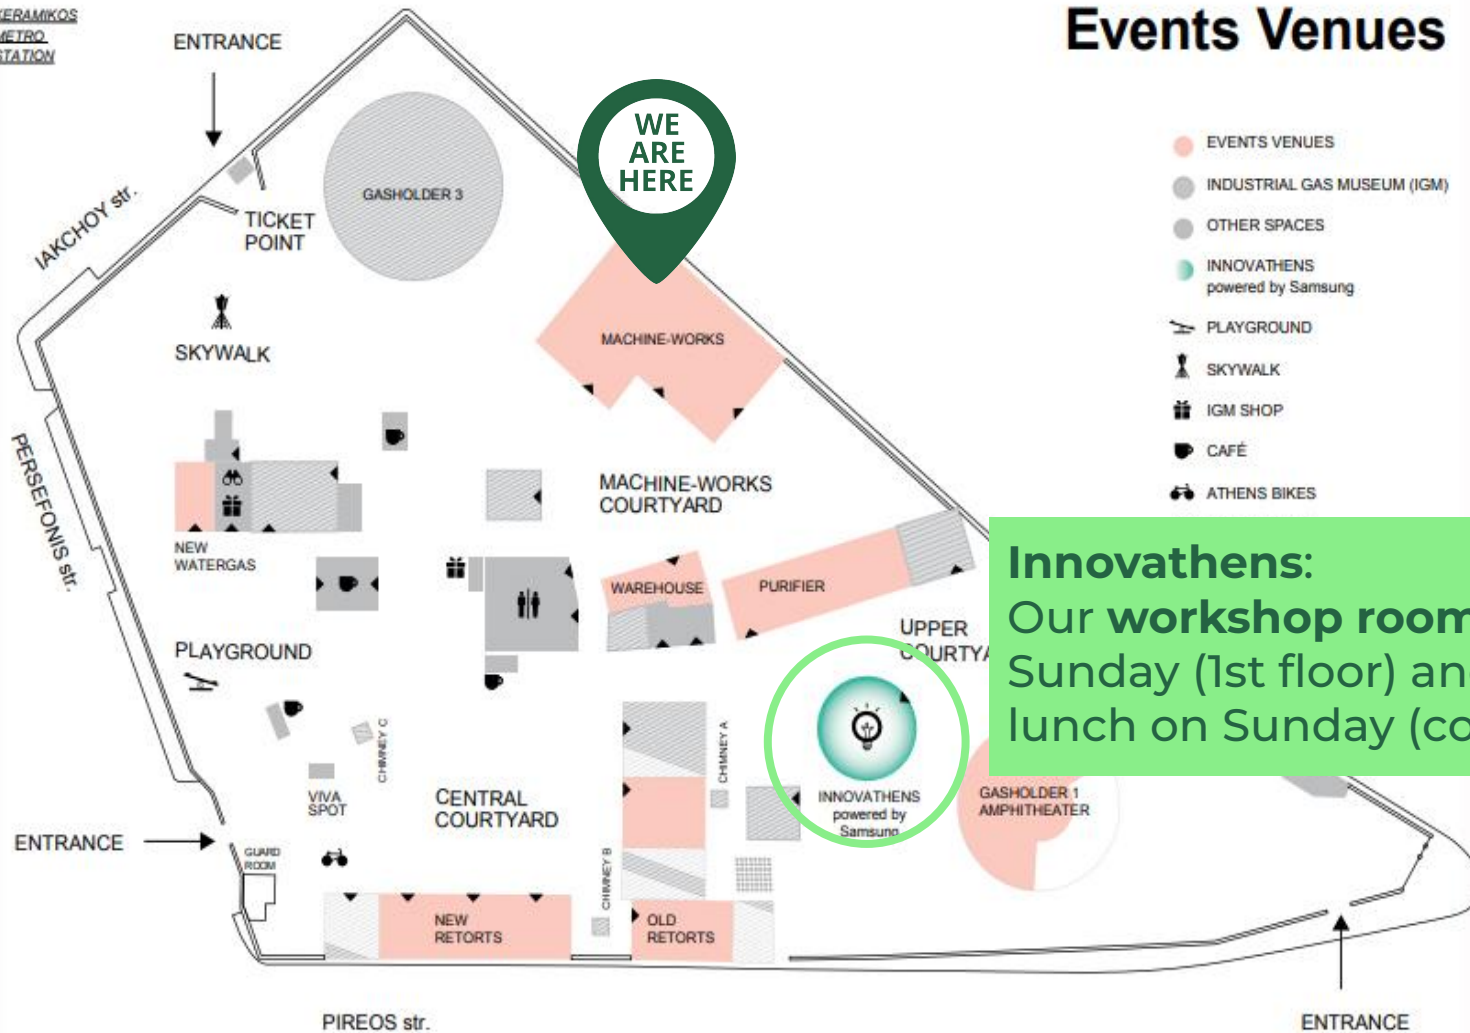 KERAMIKOS
METRO
STATION
ENTRANCE
Events Venues
WE
ARE
HERE
EVENTS VENUES
INDUSTRIAL GAS MUSEUM (IGM)
OTHER SPACES
INNOVATHENS
powered by Samsung
PLAYGROUND
SKYWALK
IGM SHOP
CAFÉ
ATHENS BIKES
GASHOLDER 3
IAKCHOY str.
TICKET
POINT
SKYWALK
MACHINE-WORKS
PERSEFONIS str.
MACHINE-WORKS
COURTYARD
NEW
WATERGAS
WAREHOUSE
PURIFIER
Innovathens:
Our workshop room
Sunday (1st floor) an
lunch on Sunday (co
UPPER
COURTYA
PLAYGROUND
CHIMNEY C
CHIMNEY A
VIVA
SPOT
CENTRAL
COURTYARD
INNOVATHENS
powered by
Samsung
GASHOLDER 1
AMPHITHEATER
ENTRANCE
GUARD
ROOM
CHIMNEY B
NEW
RETORTS
OLD
RETORTS
PIREOS str.
ENTRANCE